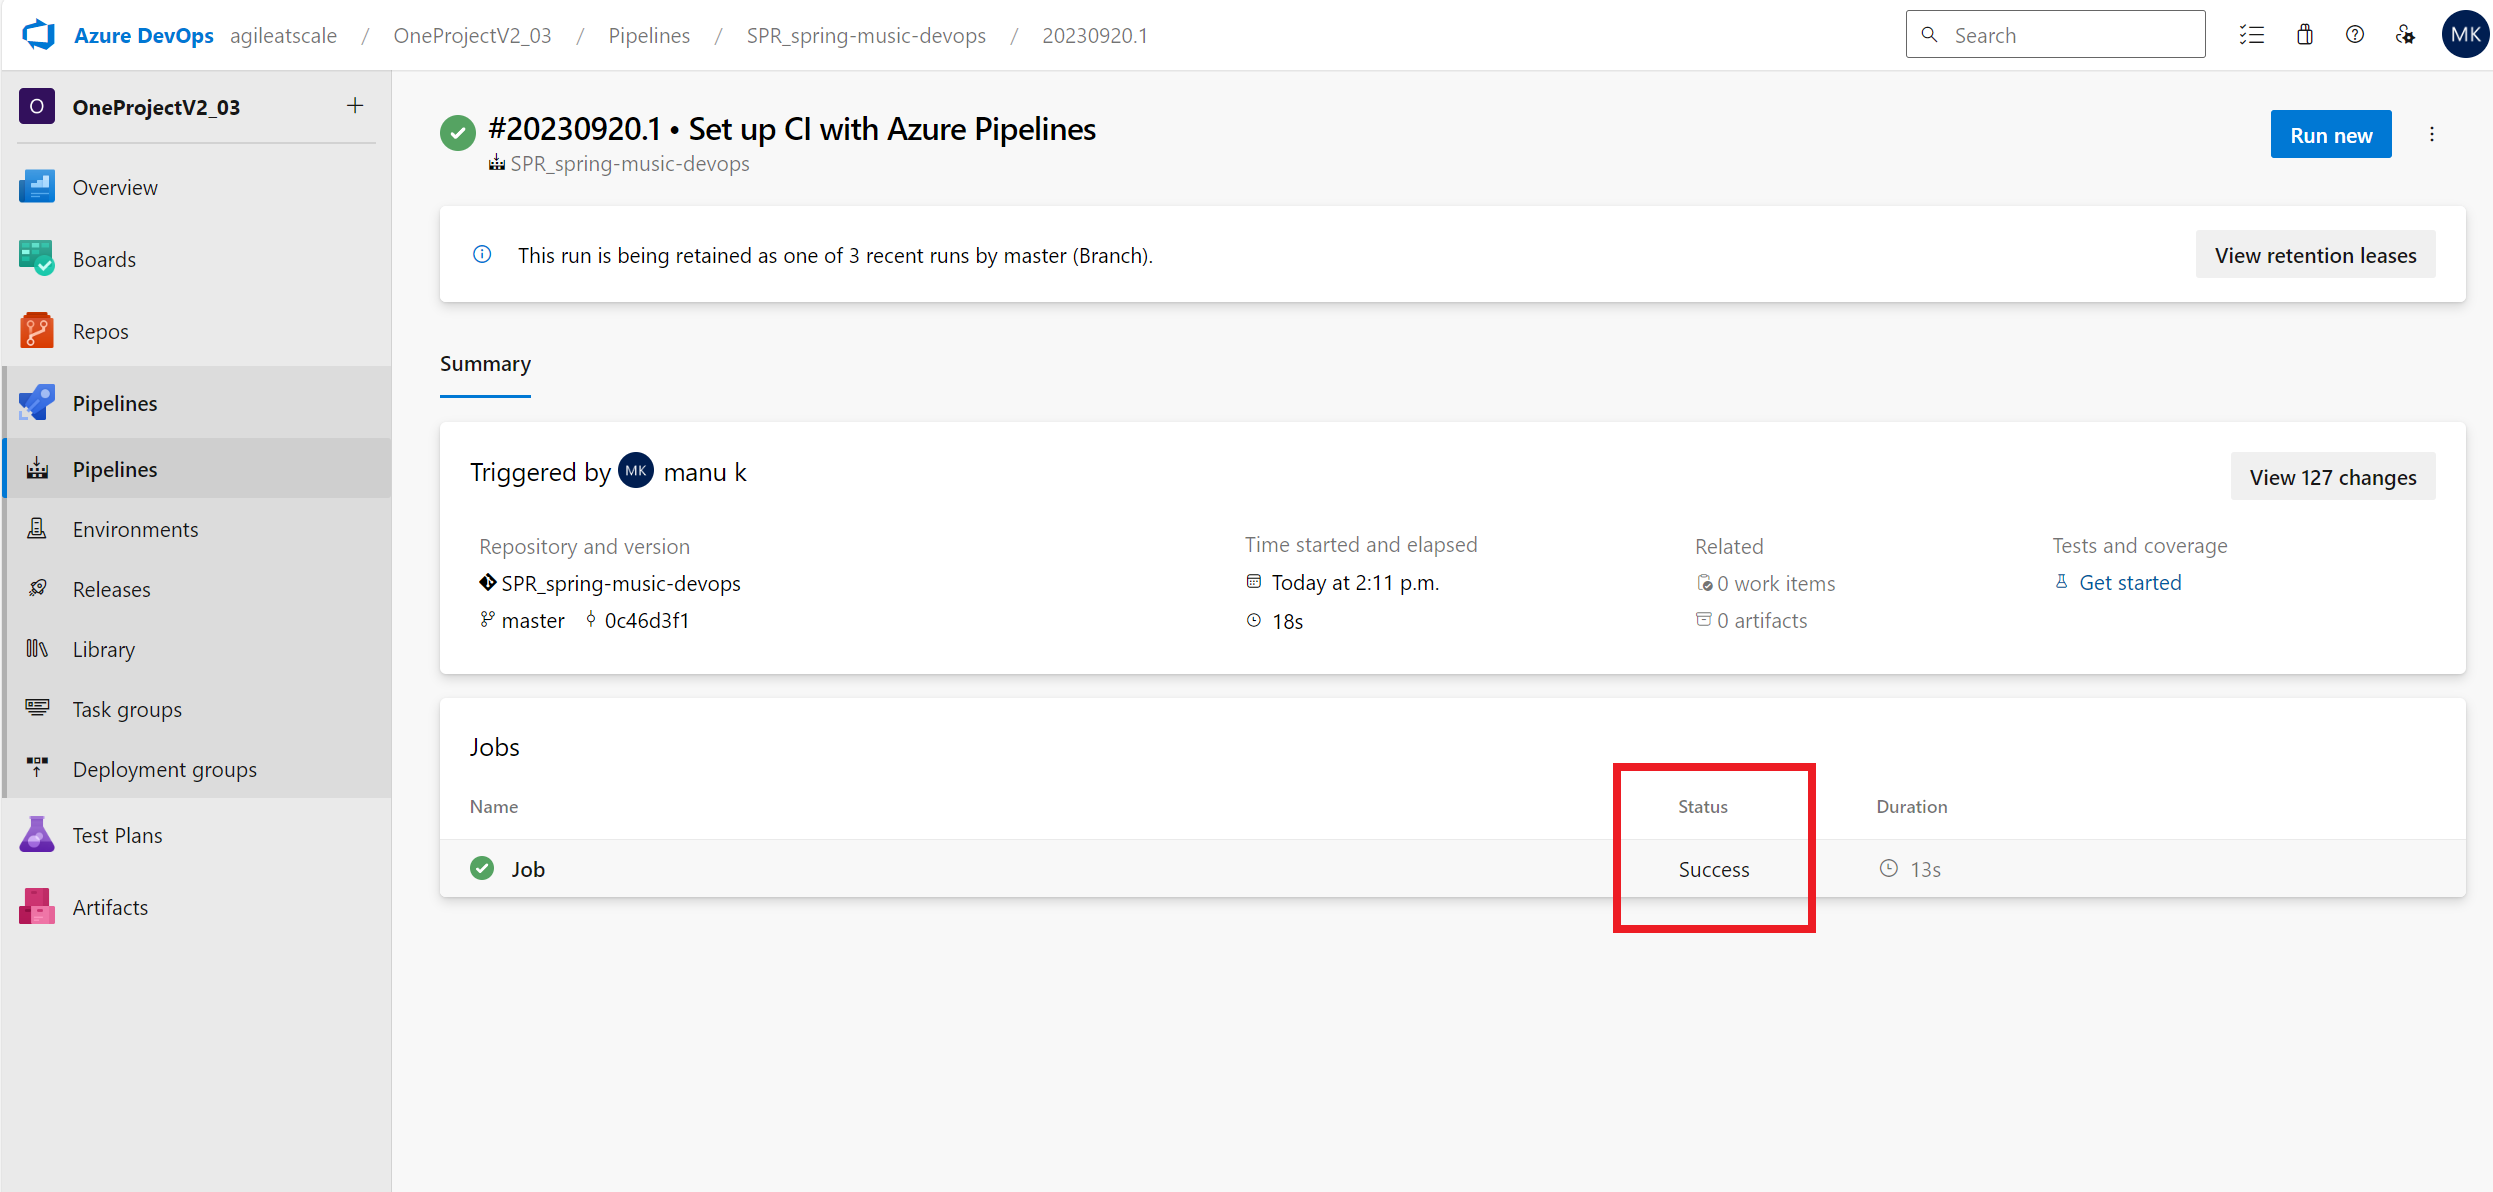 Azure DevOps agileatscale / OneProjectV2_03 / Pipelines / SPR_spring-music-devops / 20230920.1
Search
MK
O OneProjectV2_03
Overview
Boards
Repos
Pipelines
Pipelines
Environments
Releases
Library
Task groups
Deployment groups
Test Plans
Artifacts
#20230920.1 • Set up CI with Azure Pipelines
SPR_spring-music-devops
Run new
This run is being retained as one of 3 recent runs by master (Branch).
View retention leases
Summary
Triggered by MK manu k
View 127 changes
Repository and version
SPR_spring-music-devops
master 0c46d3f1
Time started and elapsed
Today at 2:11 p.m.
18s
Related
0 work items
0 artifacts
Tests and coverage
Get started
Jobs
Name Status Duration
Job Success 13s